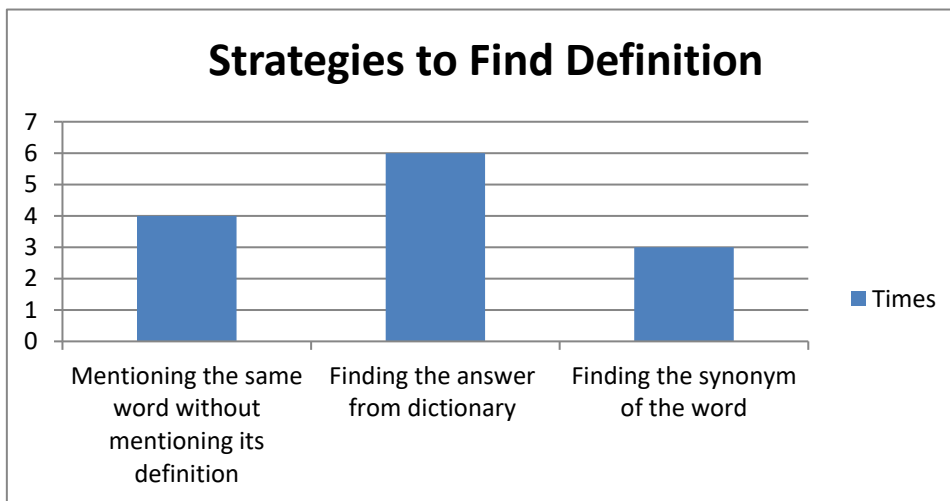 Strategies to Find Definition
7
6
5
4
3
2
1
0
Mentioning the same
word without
mentioning its
definition
Finding the answer
from dictionary
Finding the synonym
of the word
Times